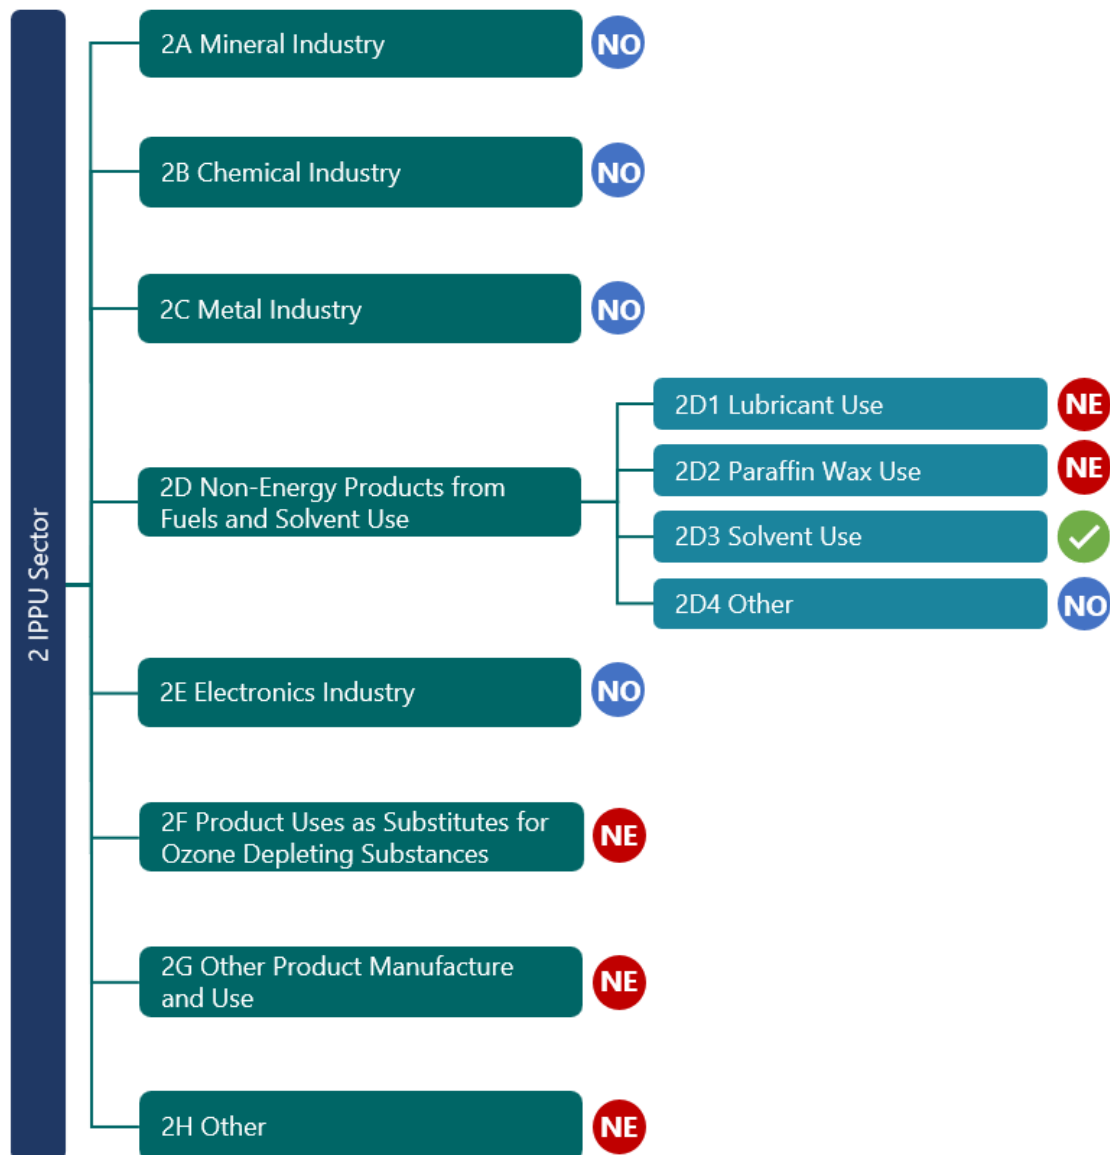 2 IPPU Sector
2A Mineral Industry
NO
2B Chemical Industry
NO
2C Metal Industry
NO
2D Non-Energy Products from
Fuels and Solvent Use
2D1 Lubricant Use
NE
2D2 Paraffin Wax Use
NE
2D3 Solvent Use
2D4 Other
NO
2E Electronics Industry
NO
2F Product Uses as Substitutes for
Ozone Depleting Substances
NE
2G Other Product Manufacture
and Use
NE
2H Other
NE